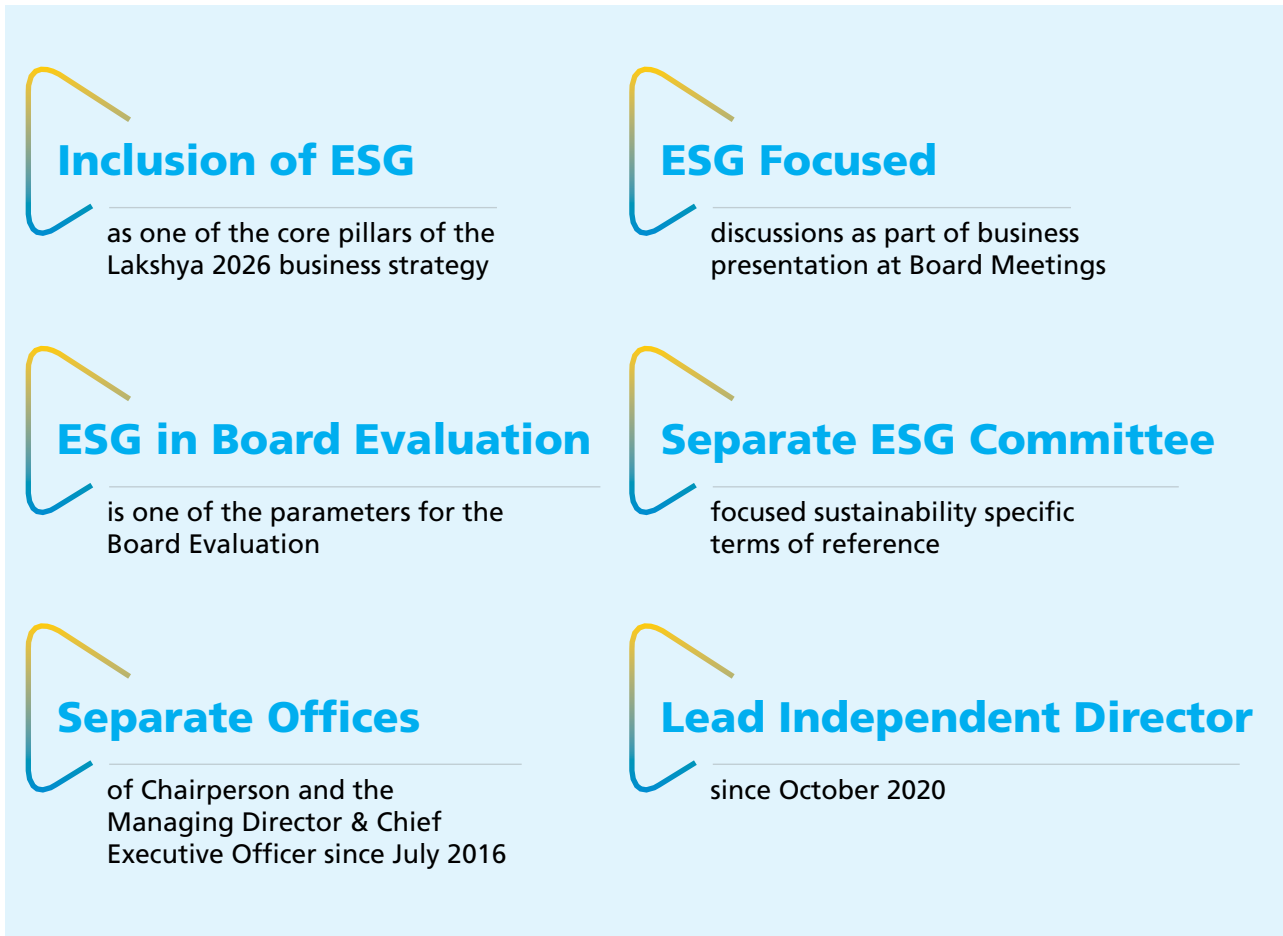 Inclusion of ESG
as one of the core pillars of the
Lakshya 2026 business strategy
ESG Focused
discussions as part of business
presentation at Board Meetings
ESG in Board Evaluation
is one of the parameters for the
Board Evaluation
Separate ESG Committee
focused sustainability specific
terms of reference
Separate Offices
of Chairperson and the
Managing Director & Chief
Executive Officer since July 2016
Lead Independent Director
since October 2020